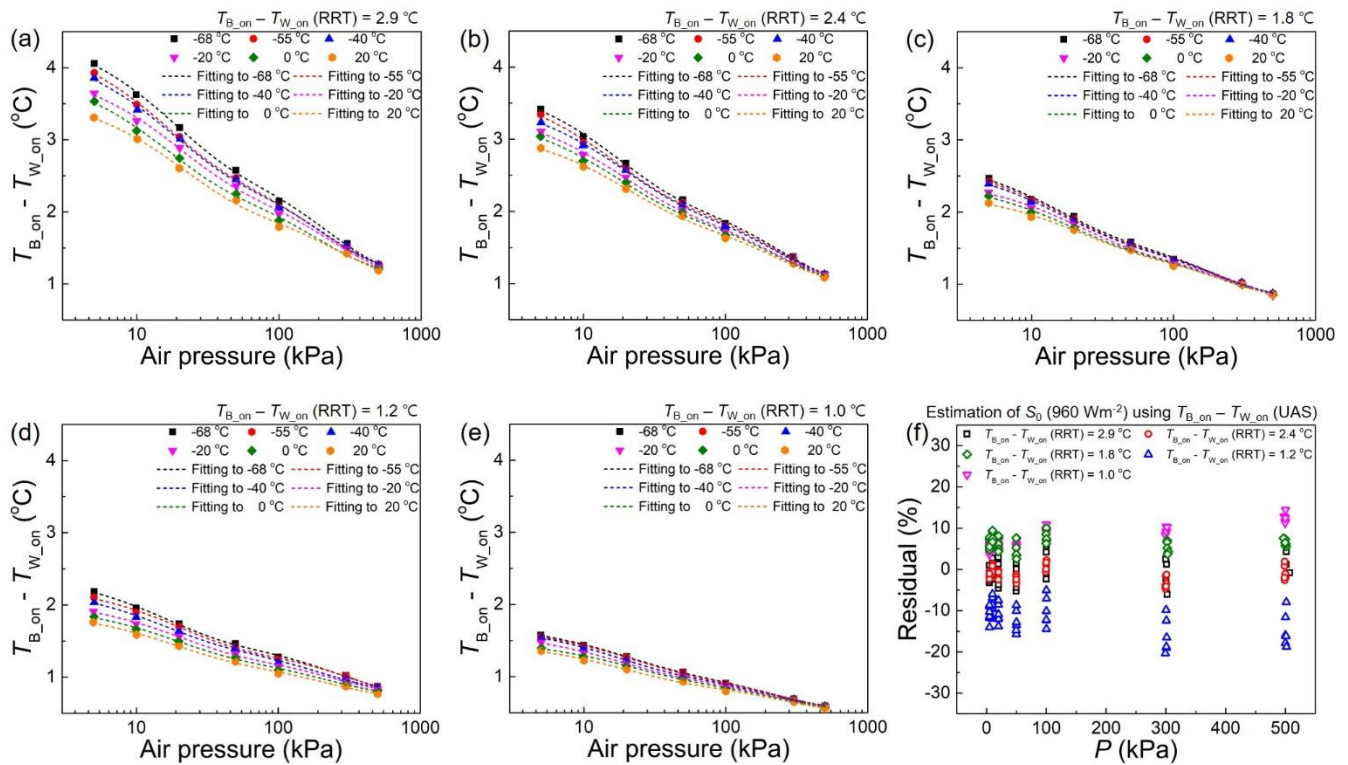 T_B_on – T_W_on (RRT) = 2.9 ℃
(a)
-68 °C -55 °C -40 °C
-20 °C 0 °C 20 °C
Fitting to -68 °C Fitting to -55 °C
Fitting to -40 °C Fitting to -20 °C
Fitting to 0 °C Fitting to 20 °C
T_B_on - T_W_on (°C)
4
3
2
1
10 100 1000
Air pressure (kPa)
T_B_on – T_W_on (RRT) = 2.4 ℃
(b)
-68 °C -55 °C -40 °C
-20 °C 0 °C 20 °C
Fitting to -68 °C Fitting to -55 °C
Fitting to -40 °C Fitting to -20 °C
Fitting to 0 °C Fitting to 20 °C
T_B_on - T_W_on (°C)
4
3
2
1
10 100 1000
Air pressure (kPa)
T_B_on – T_W_on (RRT) = 1.8 ℃
(c)
-68 °C -55 °C -40 °C
-20 °C 0 °C 20 °C
Fitting to -68 °C Fitting to -55 °C
Fitting to -40 °C Fitting to -20 °C
Fitting to 0 °C Fitting to 20 °C
T_B_on - T_W_on (°C)
4
3
2
1
10 100 1000
Air pressure (kPa)
T_B_on – T_W_on (RRT) = 1.2 ℃
(d)
-68 °C -55 °C -40 °C
-20 °C 0 °C 20 °C
Fitting to -68 °C Fitting to -55 °C
Fitting to -40 °C Fitting to -20 °C
Fitting to 0 °C Fitting to 20 °C
T_B_on - T_W_on (°C)
4
3
2
1
10 100 1000
Air pressure (kPa)
T_B_on – T_W_on (RRT) = 1.0 ℃
(e)
-68 °C -55 °C -40 °C
-20 °C 0 °C 20 °C
Fitting to -68 °C Fitting to -55 °C
Fitting to -40 °C Fitting to -20 °C
Fitting to 0 °C Fitting to 20 °C
T_B_on - T_W_on (°C)
4
3
2
1
10 100 1000
Air pressure (kPa)
Estimation of S₀ (960 Wm⁻²) using T_B_on – T_W_on (UAS)
(f)
T_B_on - T_W_on (RRT) = 2.9 °C T_B_on - T_W_on (RRT) = 2.4 °C
T_B_on - T_W_on (RRT) = 1.8 °C T_B_on - T_W_on (RRT) = 1.2 °C
T_B_on - T_W_on (RRT) = 1.0 °C
Residual (%)
30
20
10
0
-10
-20
-30
0 100 200 300 400 500
P (kPa)